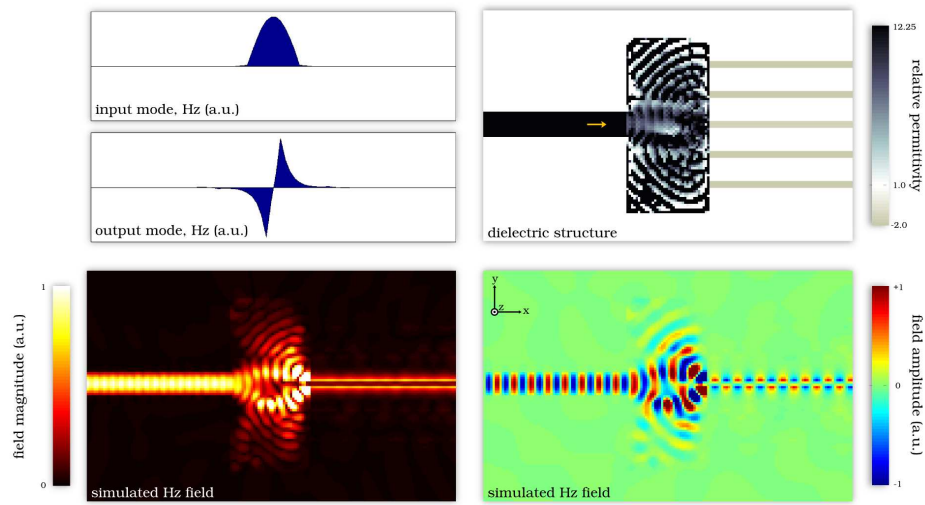 input mode, Hz (a.u.)
output mode, Hz (a.u.)
dielectric structure
12.25
1.0
-2.0
relative permittivity
field magnitude (a.u.)
1
0
simulated Hz field
y
z
x
simulated Hz field
+1
0
-1
field amplitude (a.u.)